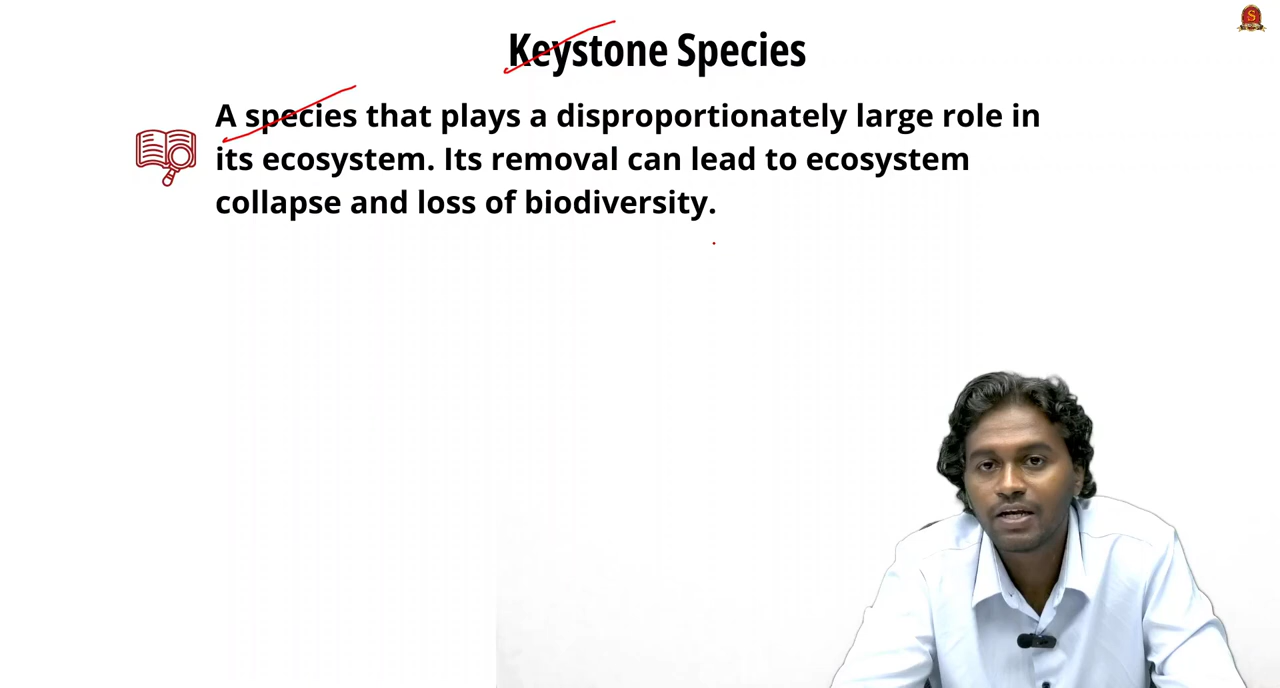 Keystone Species
A species that plays a disproportionately large role in
its ecosystem. Its removal can lead to ecosystem
collapse and loss of biodiversity.
S